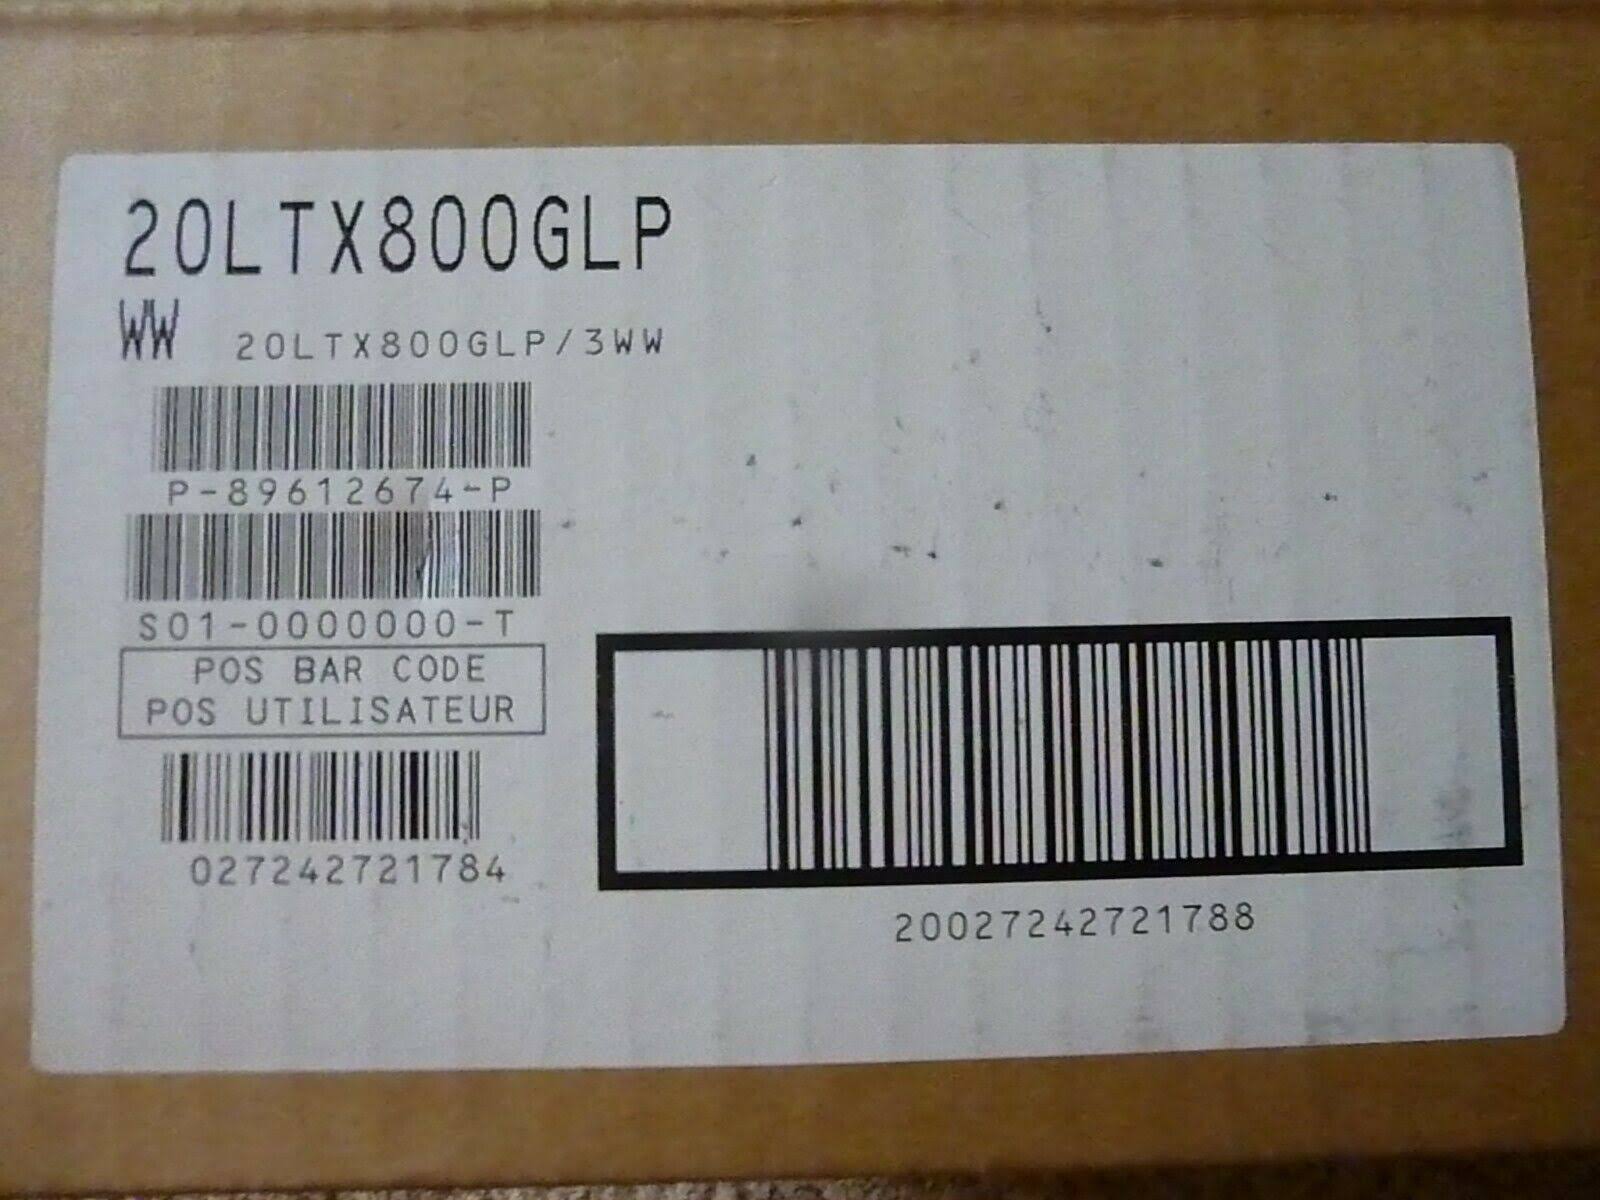 20LTX800GLP
WW 20LTX800GLP/3WW
P-89612674-P
S01-0000000-T
POS BAR CODE
POS UTILISATEUR
027242721784
20027242721788